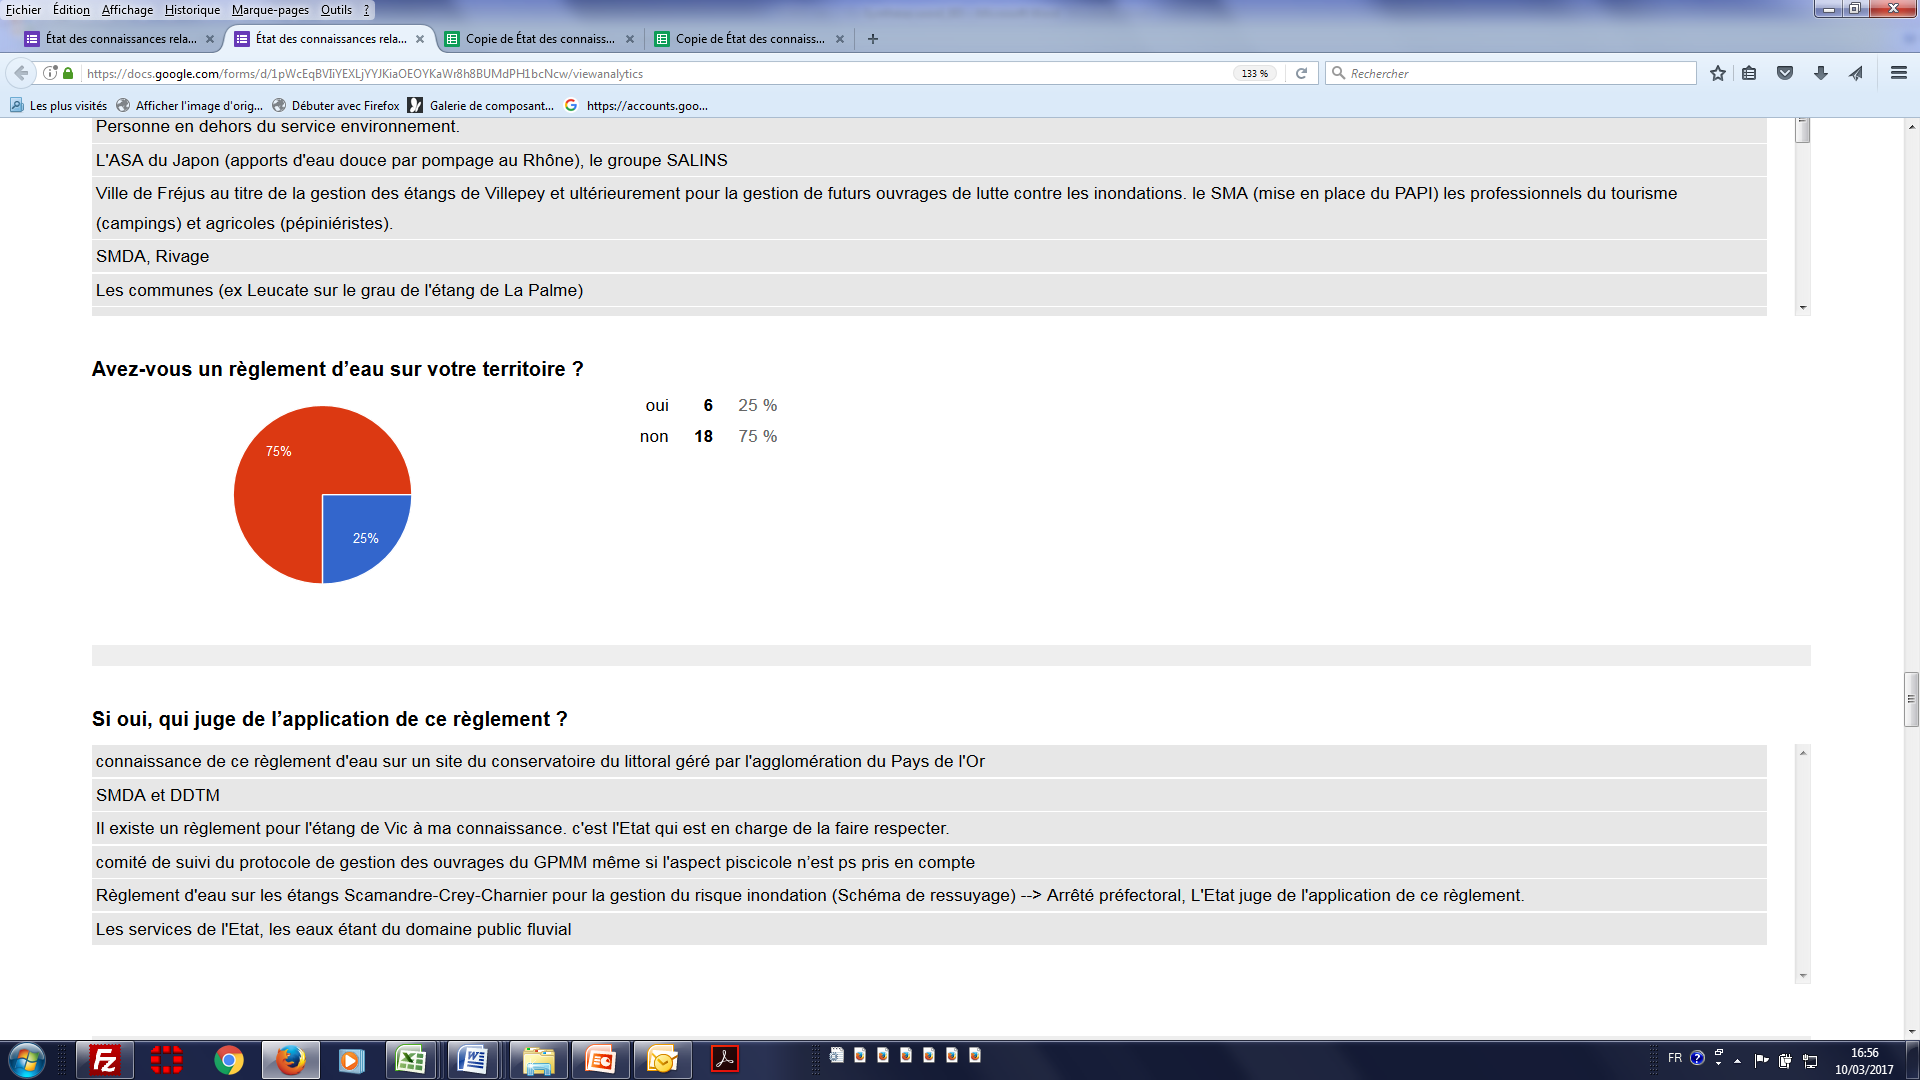 Fichier Édition Affichage Historique Marque-pages Outils ?
État des connaissances rela... État des connaissances rela... Copie de État des connaiss... Copie de État des connaiss...
https://docs.google.com/forms/d/1pWcEqBVIiYEXLjYYJKiaOEOYKaWr8h8BUMdPH1bcNcw/viewanalytics 133 % Rechercher
Les plus visités Afficher l'image d'orig... Débuter avec Firefox Galerie de composant... https://accounts.goo...
Personne en dehors du service environnement.
L'ASA du Japon (apports d'eau douce par pompage au Rhône), le groupe SALINS
Ville de Fréjus au titre de la gestion des étangs de Villepey et ultérieurement pour la gestion de futurs ouvrages de lutte contre les inondations. le SMA (mise en place du PAPI) les professionnels du tourisme
(campings) et agricoles (pépiniéristes).
SMDA, Rivage
Les communes (ex Leucate sur le grau de l'étang de La Palme)
Avez-vous un règlement d’eau sur votre territoire ?
oui 6 25 %
non 18 75 %
75%
25%
Si oui, qui juge de l’application de ce règlement ?
connaissance de ce règlement d'eau sur un site du conservatoire du littoral géré par l'agglomération du Pays de l'Or
SMDA et DDTM
Il existe un règlement pour l'étang de Vic à ma connaissance. c'est l'Etat qui est en charge de la faire respecter.
comité de suivi du protocole de gestion des ouvrages du GPMM même si l'aspect piscicole n’est ps pris en compte
Règlement d'eau sur les étangs Scamandre-Crey-Charnier pour la gestion du risque inondation (Schéma de ressuyage) --> Arrêté préfectoral, L'Etat juge de l'application de ce règlement.
Les services de l'Etat, les eaux étant du domaine public fluvial
FR 16:56
10/03/2017